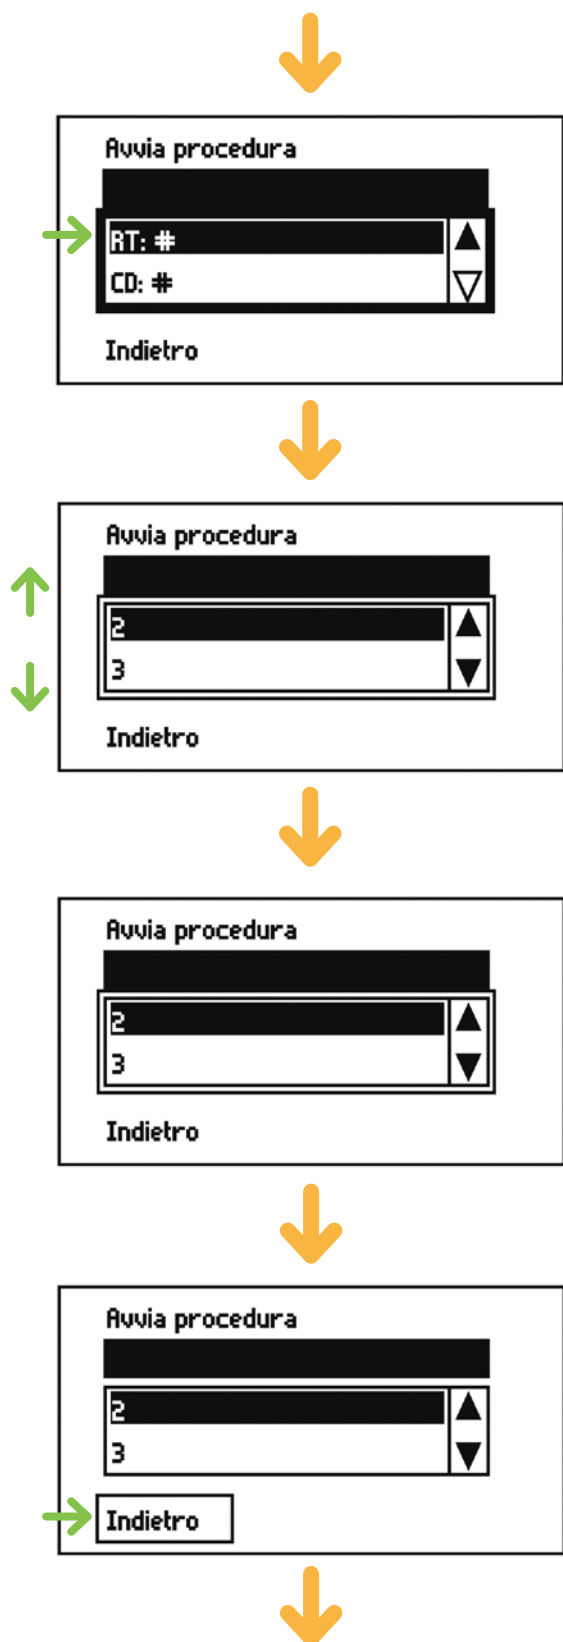 Avvia procedura
RT: #
CD: #
Indietro
Avvia procedura
2
3
Indietro
Avvia procedura
2
3
Indietro
Avvia procedura
2
3
Indietro